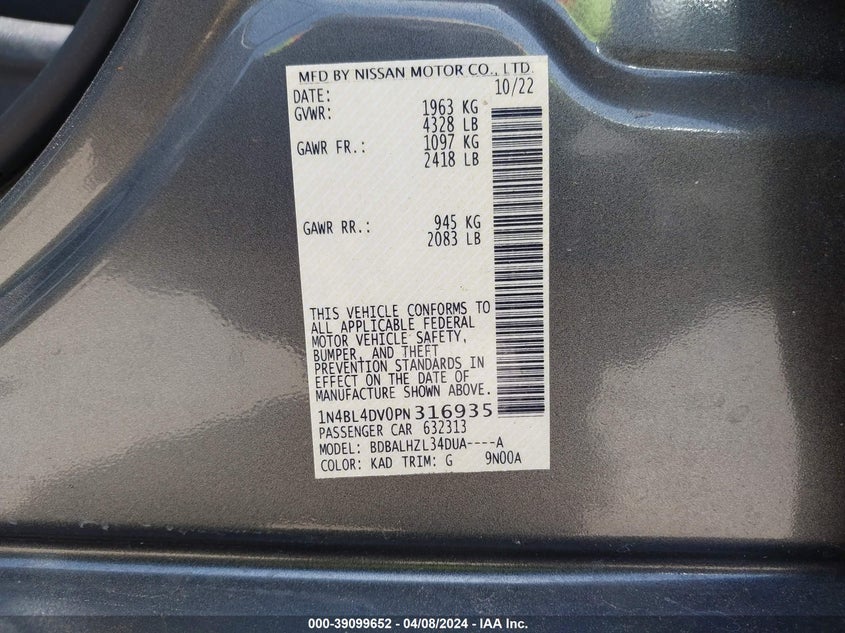 MFD BY NISSAN MOTOR CO., LTD.
DATE: 10/22
GVWR: 1963 KG
4328 LB
GAWR FR.: 1097 KG
2418 LB
GAWR RR.: 945 KG
2083 LB
THIS VEHICLE CONFORMS TO
ALL APPLICABLE FEDERAL
MOTOR VEHICLE SAFETY,
BUMPER, AND THEFT
PREVENTION STANDARDS IN
EFFECT ON THE DATE OF
MANUFACTURE SHOWN ABOVE.
1N4BL4DV0PN316935
PASSENGER CAR 632313
MODEL: BDBALHZL34DUA----A
COLOR: KAD TRIM: G 9N00A
000-39099652 - 04/08/2024 - IAA Inc.